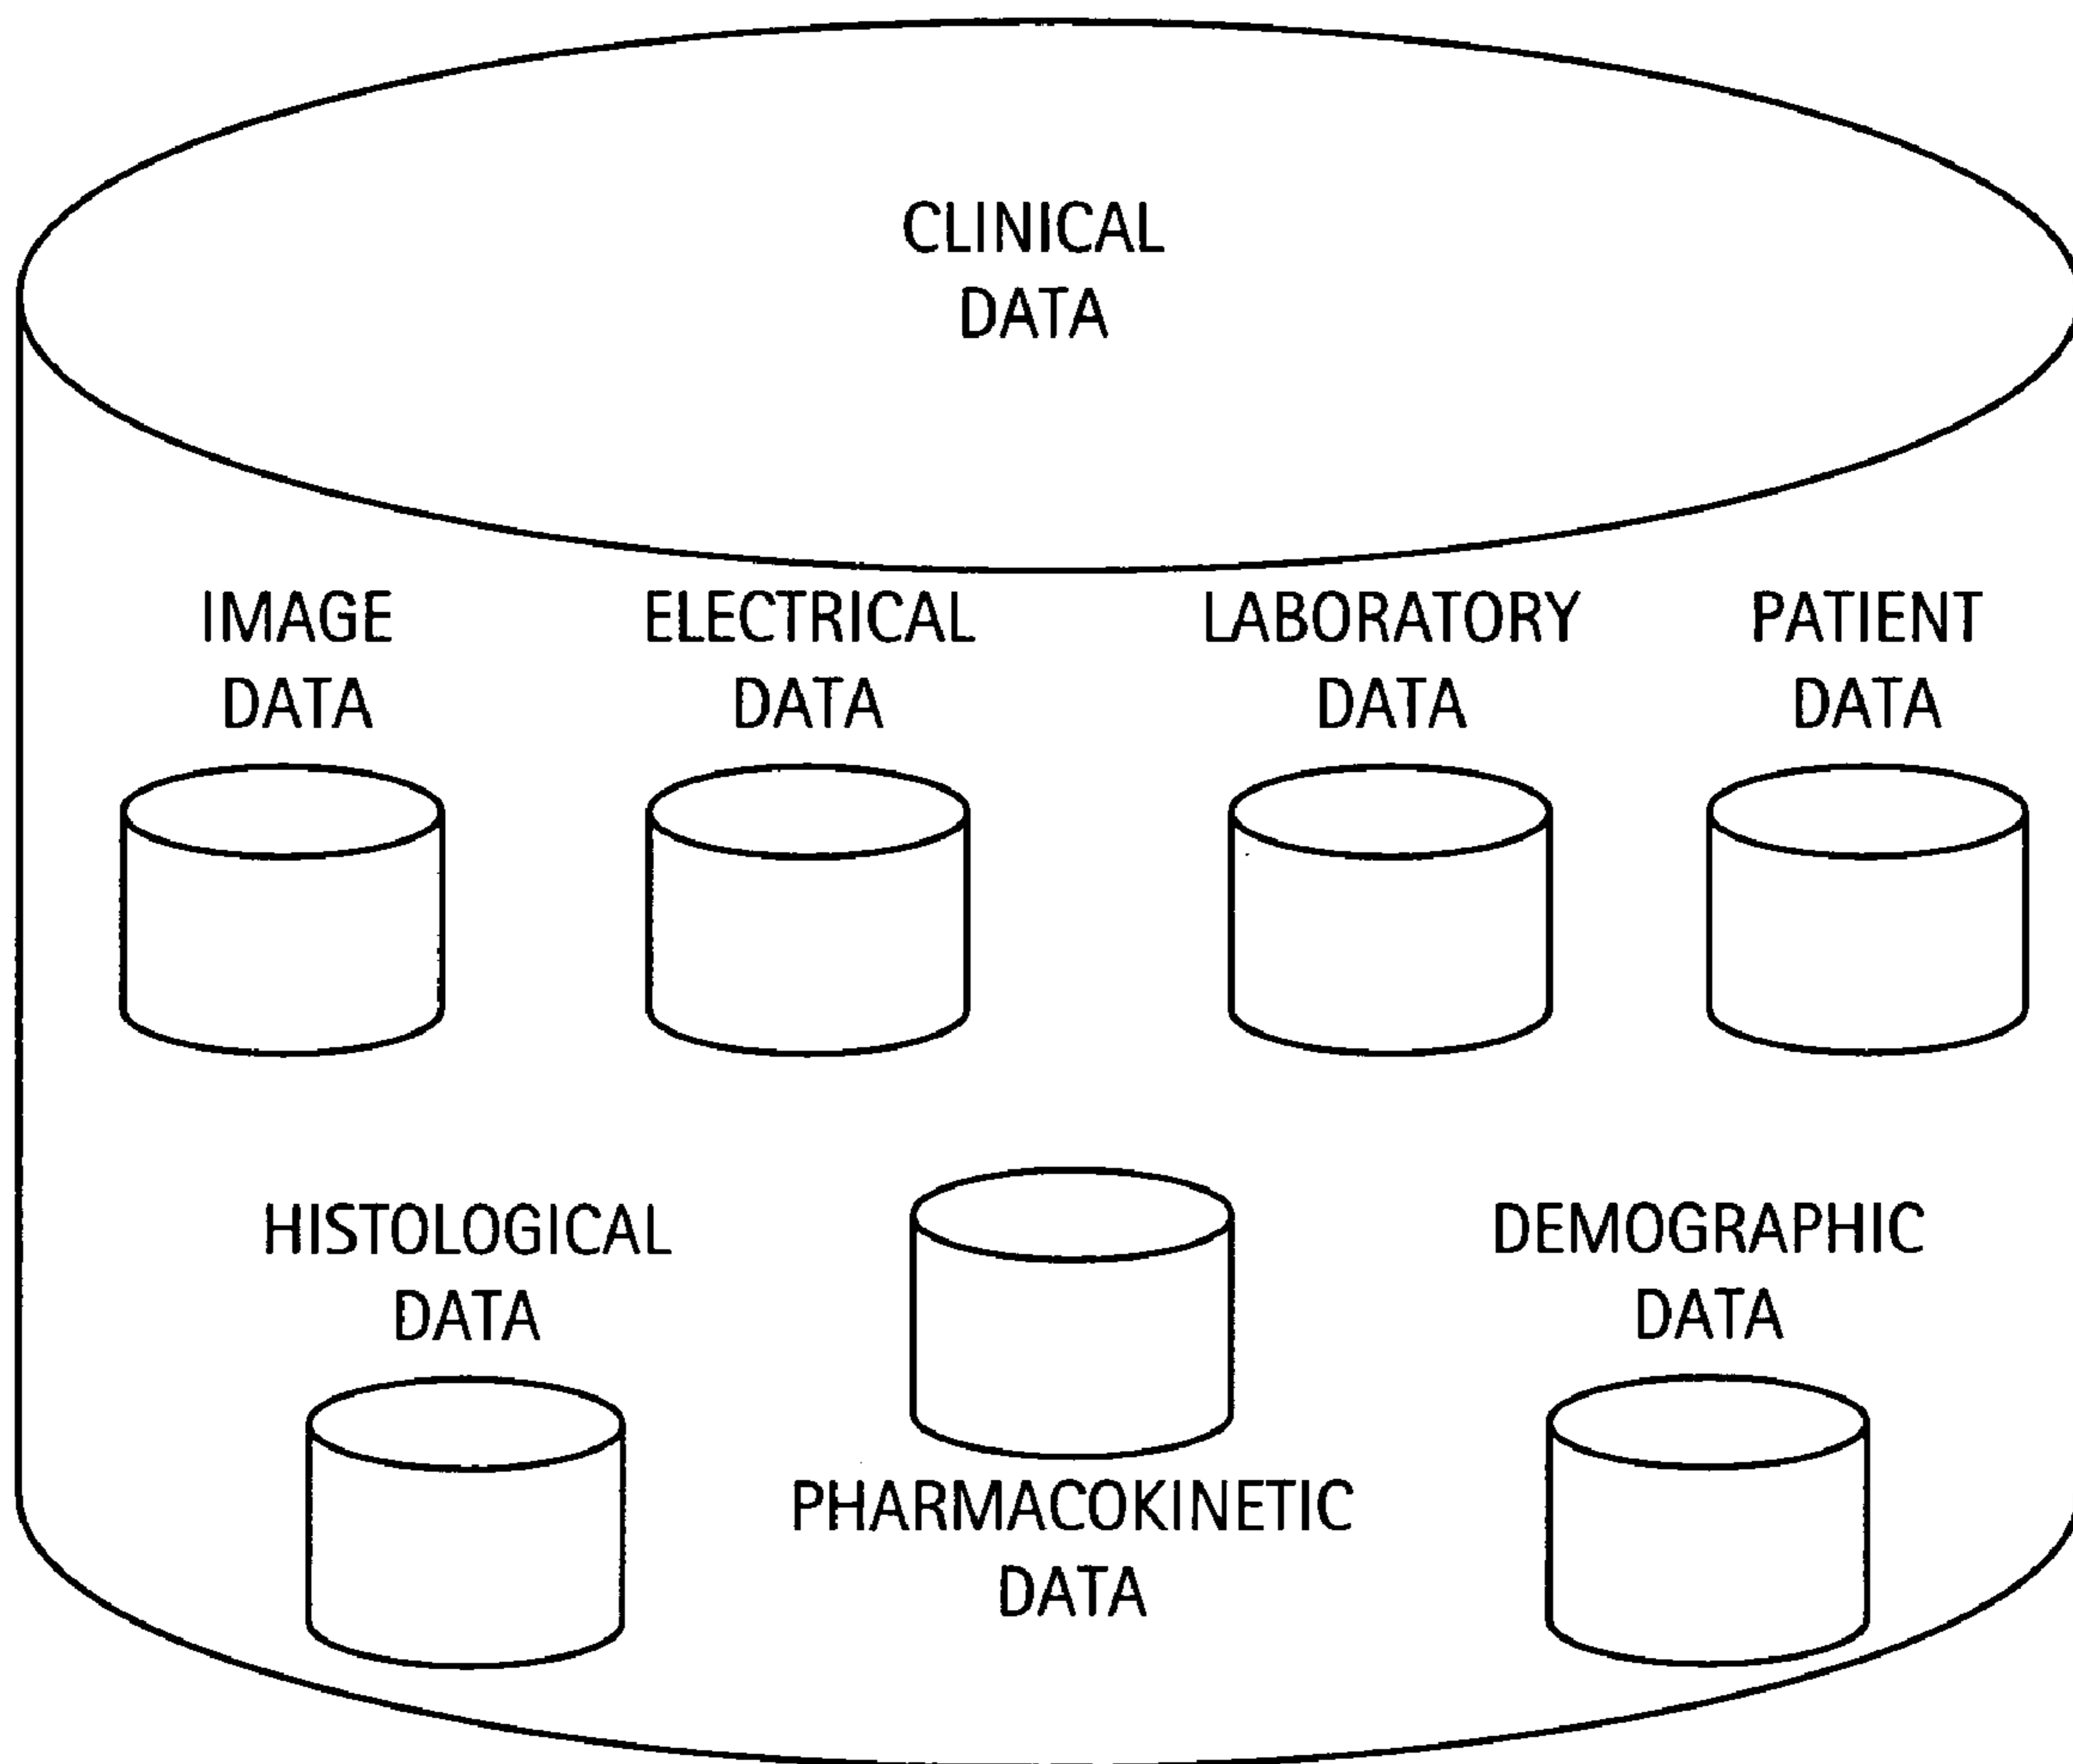 CLINICAL
DATA
IMAGE
DATA
ELECTRICAL
DATA
LABORATORY
DATA
PATIENT
DATA
HISTOLOGICAL
DATA
PHARMACOKINETIC
DATA
DEMOGRAPHIC
DATA